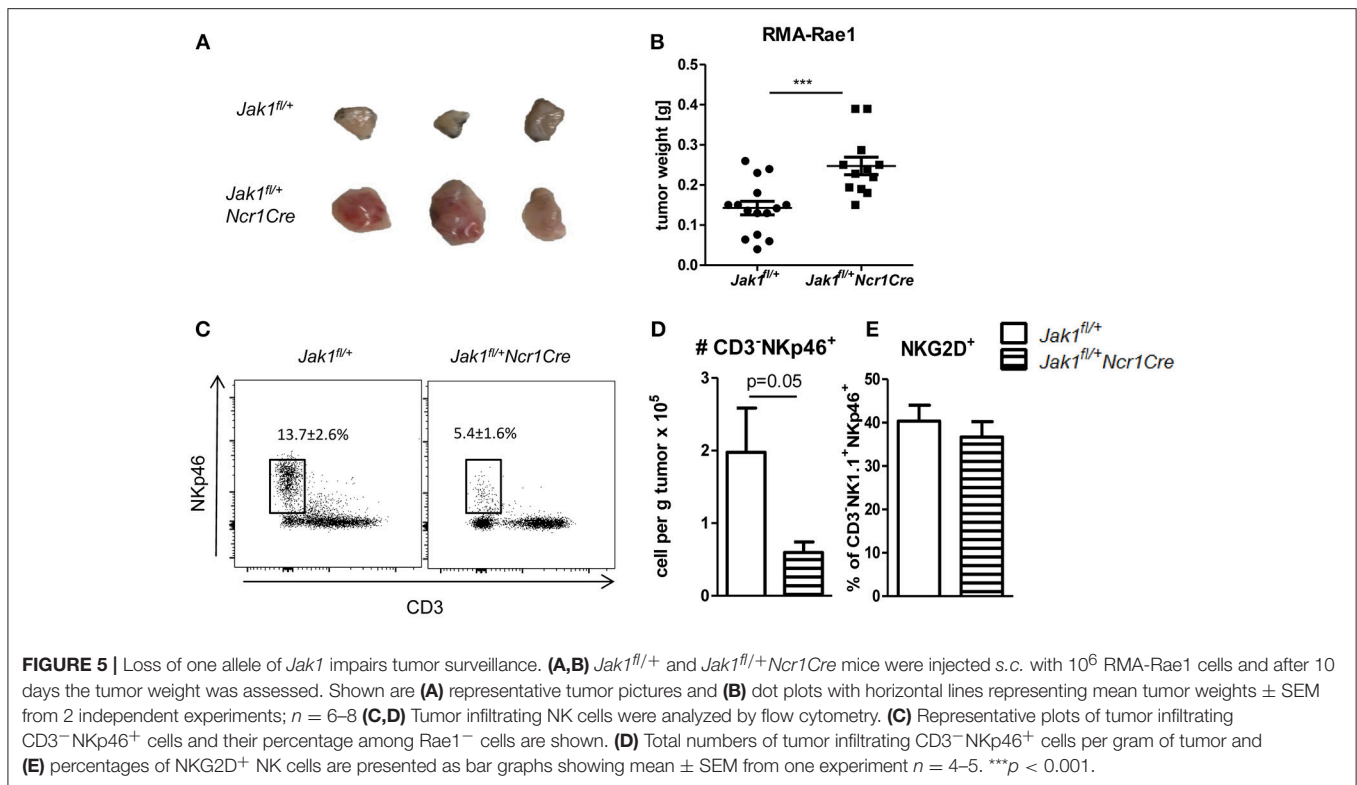 A
Jak1fl/+
Jak1fl/+
Ncr1Cre
B
RMA-Rae1
***
tumor weight [g]
0.5
0.4
0.3
0.2
0.1
0.0
Jak1fl/+ Jak1fl/+Ncr1Cre
C
Jak1fl/+ Jak1fl/+Ncr1Cre
13.7±2.6% 5.4±1.6%
NKp46
CD3
D
# CD3-NKp46+
p=0.05
cell per g tumor x 10⁵
3
2
1
0
E
NKG2D+
% of CD3-NK1.1+NKp46+
50
40
30
20
10
0
Jak1fl/+
Jak1fl/+Ncr1Cre
FIGURE 5 | Loss of one allele of Jak1 impairs tumor surveillance. (A,B) Jak1fl/+ and Jak1fl/+Ncr1Cre mice were injected s.c. with 10⁶ RMA-Rae1 cells and after 10
days the tumor weight was assessed. Shown are (A) representative tumor pictures and (B) dot plots with horizontal lines representing mean tumor weights ± SEM
from 2 independent experiments; n = 6–8 (C,D) Tumor infiltrating NK cells were analyzed by flow cytometry. (C) Representative plots of tumor infiltrating
CD3−NKp46+ cells and their percentage among Rae1− cells are shown. (D) Total numbers of tumor infiltrating CD3−NKp46+ cells per gram of tumor and
(E) percentages of NKG2D+ NK cells are presented as bar graphs showing mean ± SEM from one experiment n = 4–5. ***p < 0.001.